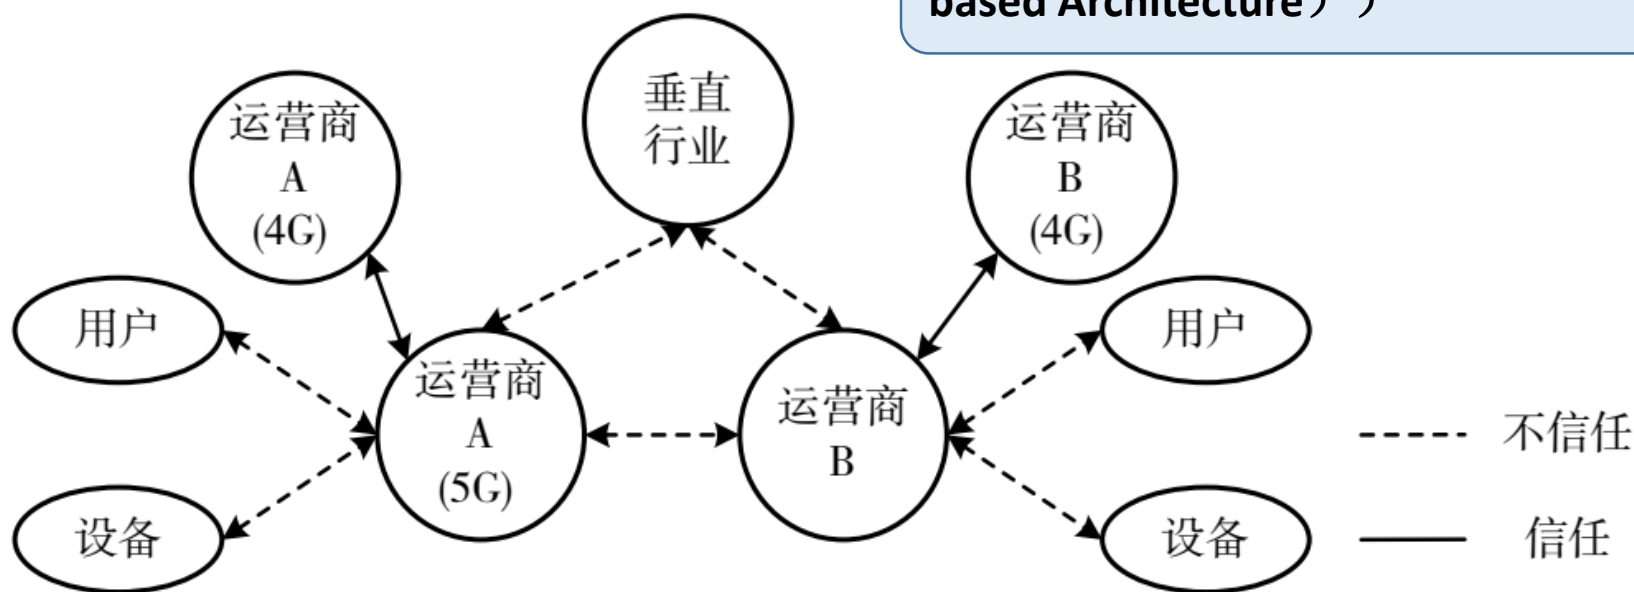 based Architecture））
运营商
A
(4G)
垂直
行业
运营商
B
(4G)
用户
运营商
A
(5G)
运营商
B
用户
不信任
设备
设备
信任